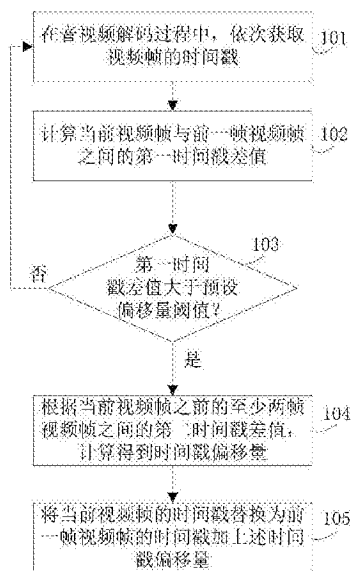 在音视频解码过程中，依次获取
视频帧的时间戳
101
计算当前视频帧与前一帧视频帧
之间的第一时间戳差值
102
103
第一时间
戳差值大于预设
偏移量阈值？
否
是
根据当前视频帧之前的至少两帧
视频帧之间的第二时间戳差值，
计算得到时间戳偏移量
104
将当前视频帧的时间戳替换为前
一帧视频帧的时间戳加上述时间
戳偏移量
105